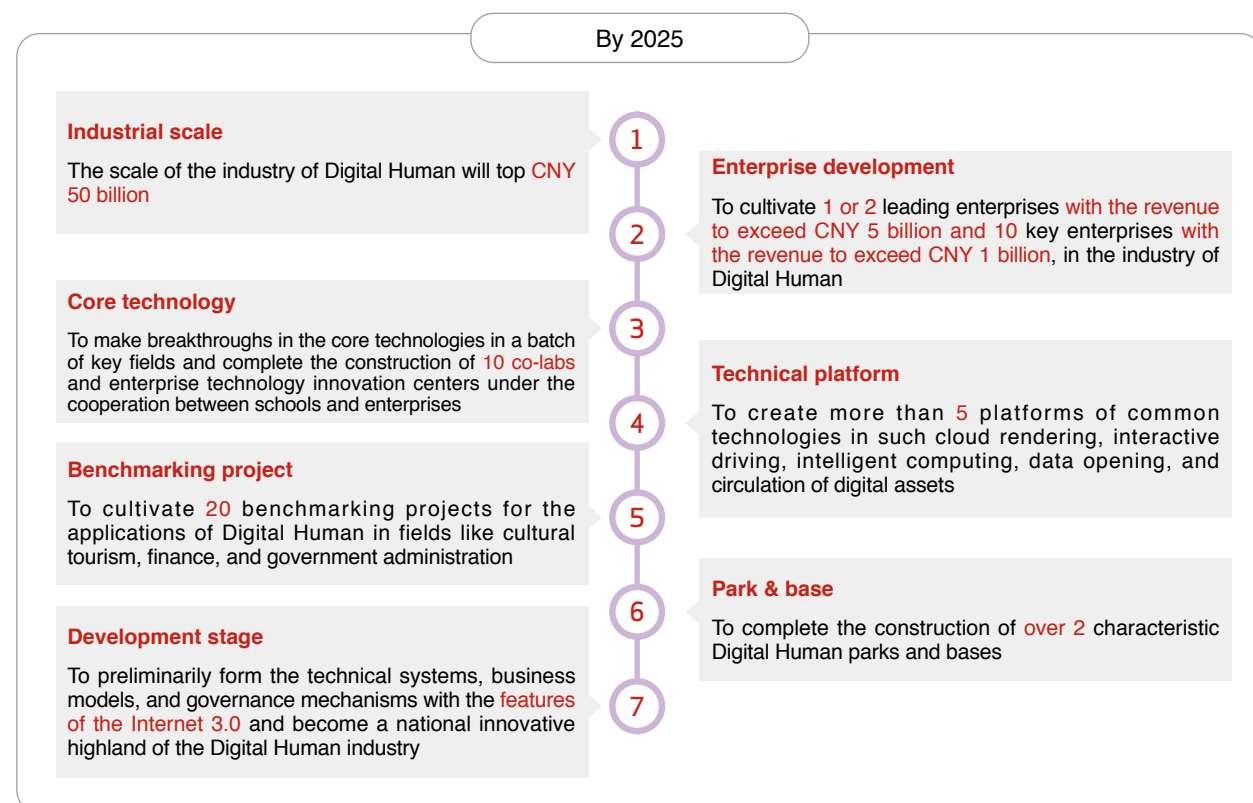 By 2025
1
Industrial scale
The scale of the industry of Digital Human will top CNY
50 billion
2
Enterprise development
To cultivate 1 or 2 leading enterprises with the revenue
to exceed CNY 5 billion and 10 key enterprises with
the revenue to exceed CNY 1 billion, in the industry of
Digital Human
3
Core technology
To make breakthroughs in the core technologies in a batch
of key fields and complete the construction of 10 co-labs
and enterprise technology innovation centers under the
cooperation between schools and enterprises
4
Technical platform
To create more than 5 platforms of common
technologies in such cloud rendering, interactive
driving, intelligent computing, data opening, and
circulation of digital assets
5
Benchmarking project
To cultivate 20 benchmarking projects for the
applications of Digital Human in fields like cultural
tourism, finance, and government administration
6
Park & base
To complete the construction of over 2 characteristic
Digital Human parks and bases
7
Development stage
To preliminarily form the technical systems, business
models, and governance mechanisms with the features
of the Internet 3.0 and become a national innovative
highland of the Digital Human industry